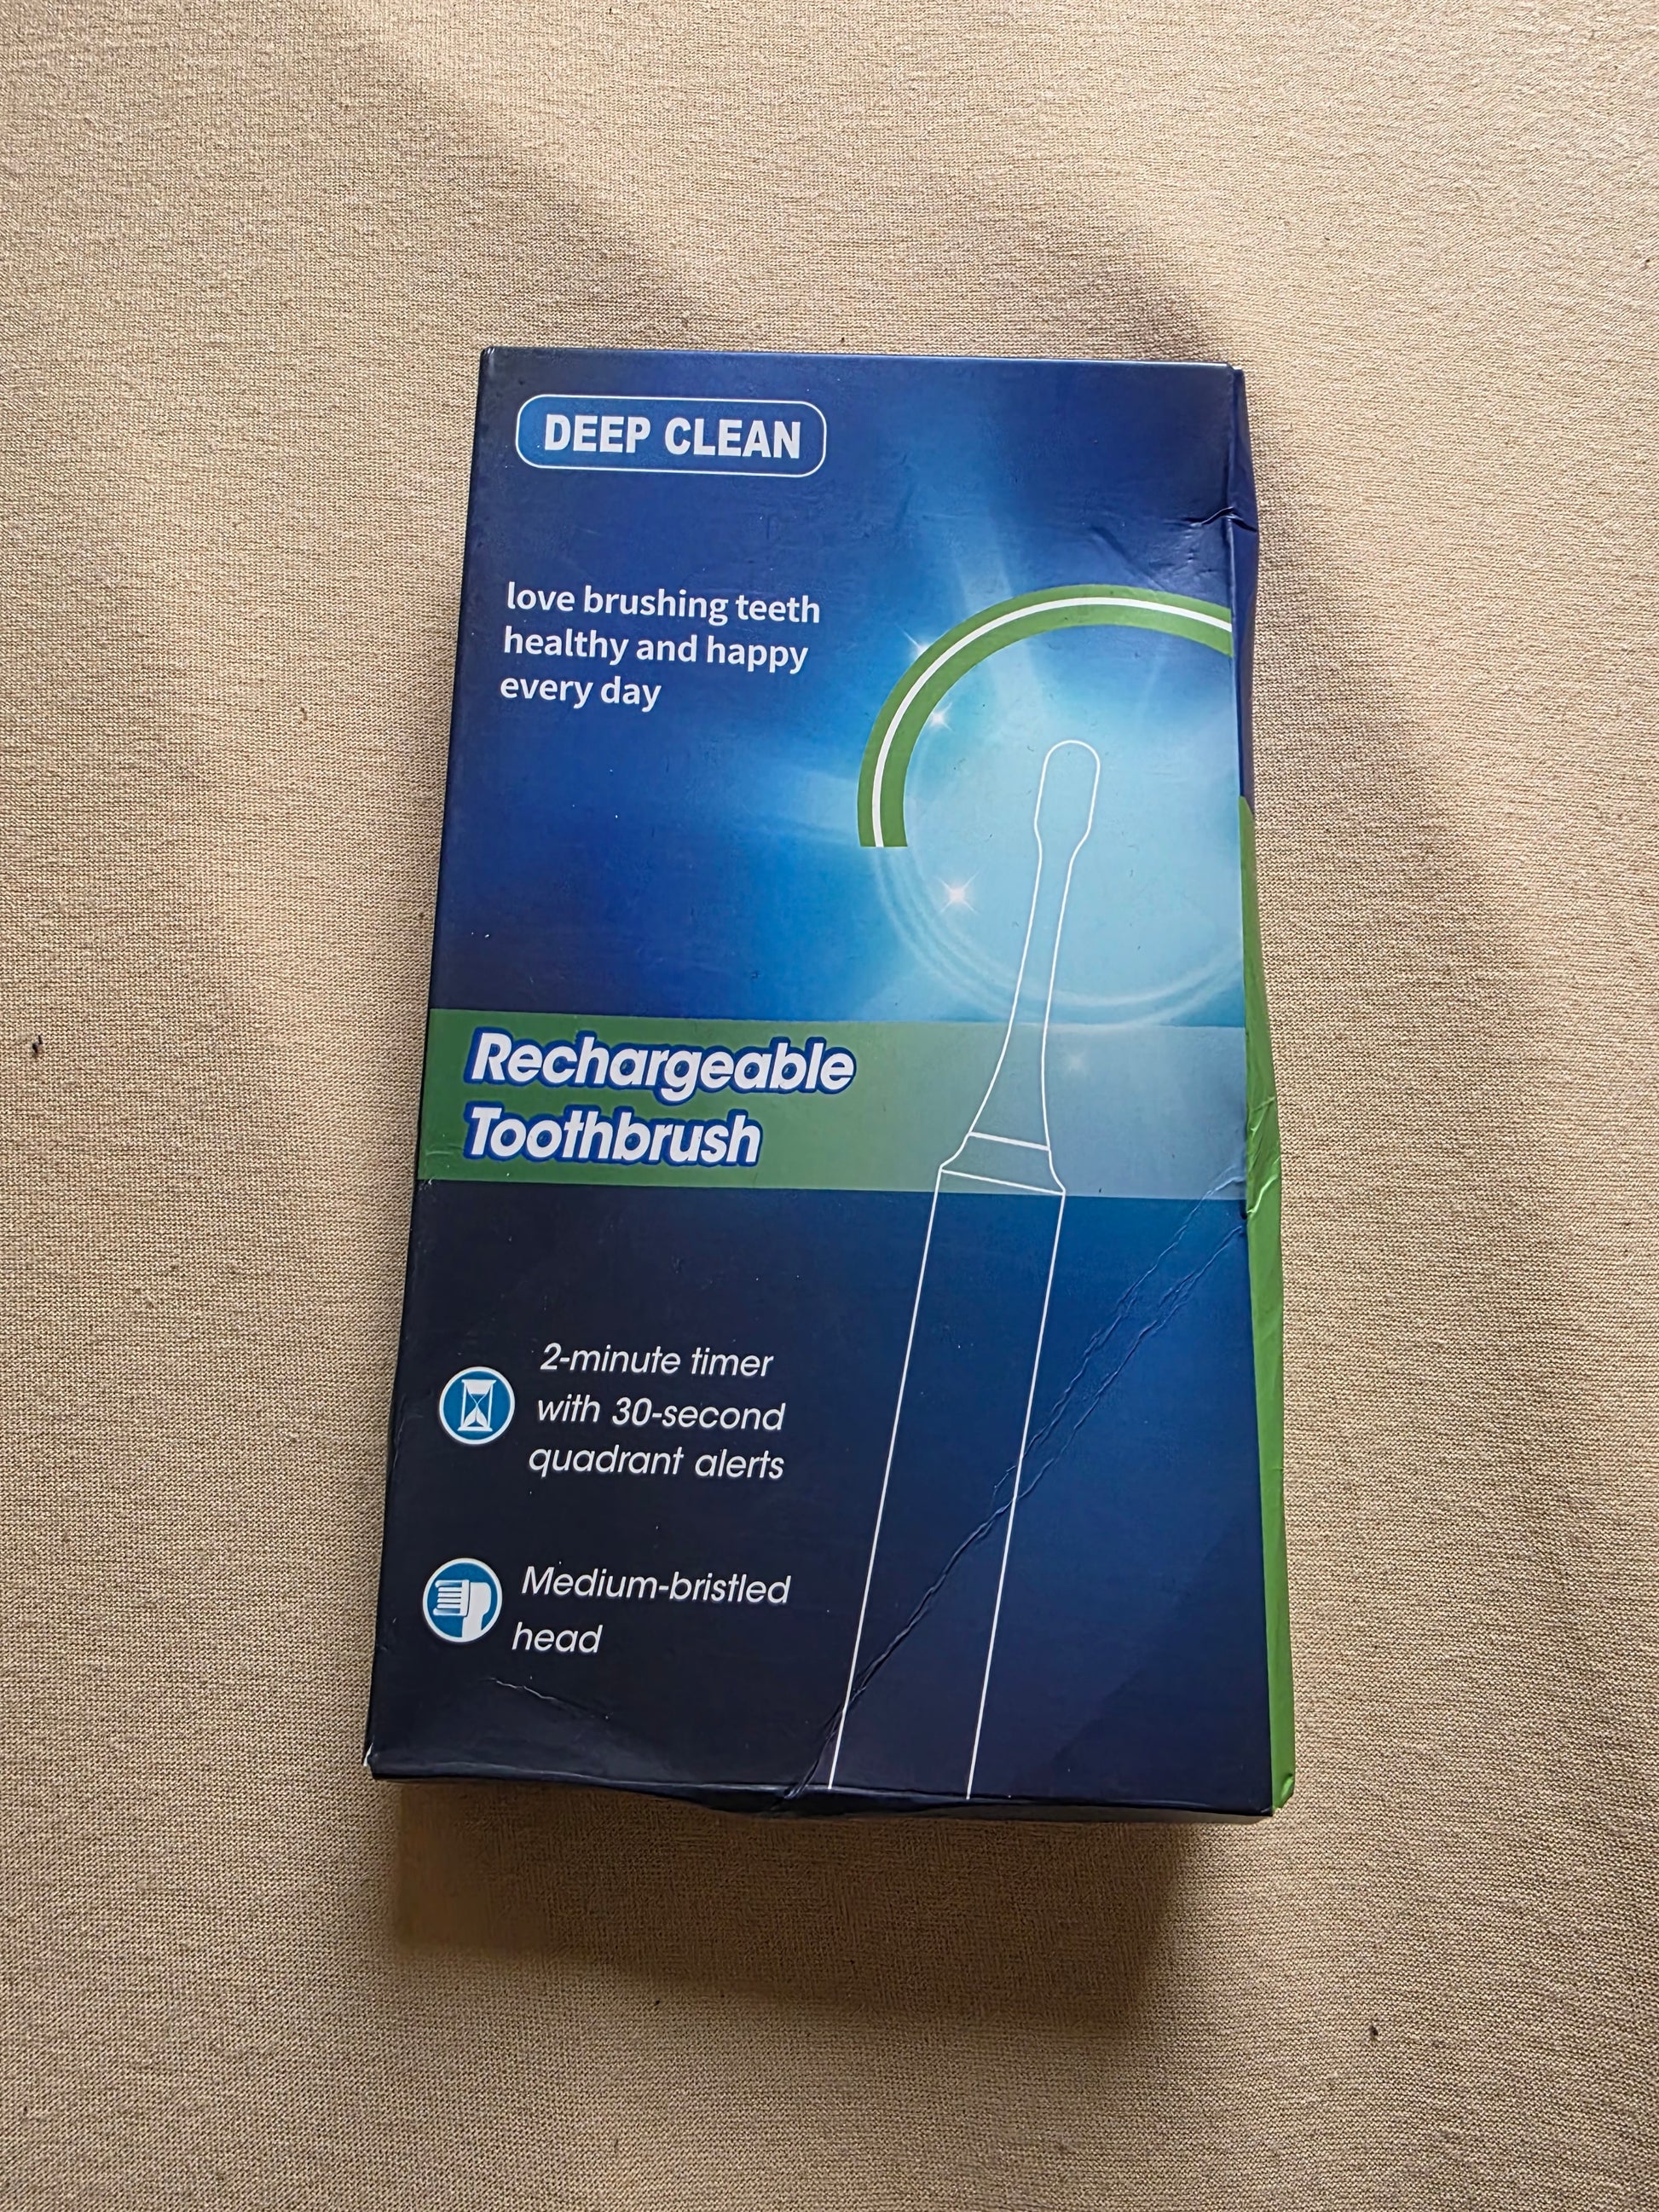 DEEP CLEAN
love brushing teeth
healthy and happy
every day
Rechargeable
Toothbrush
2-minute timer
with 30-second
quadrant alerts
Medium-bristled
head